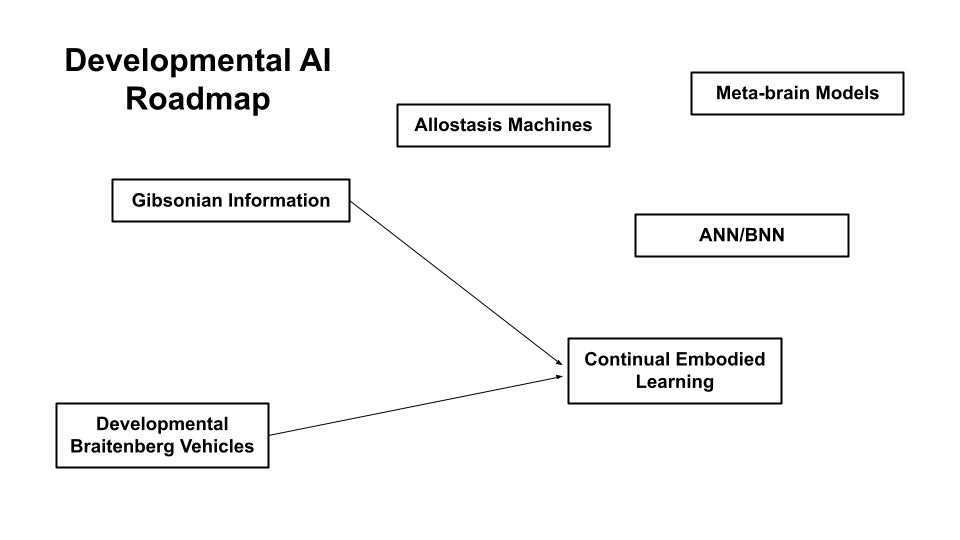 Developmental AI
Roadmap
Meta-brain Models
Allostasis Machines
Gibsonian Information
ANN/BNN
Continual Embodied
Learning
Developmental
Braitenberg Vehicles